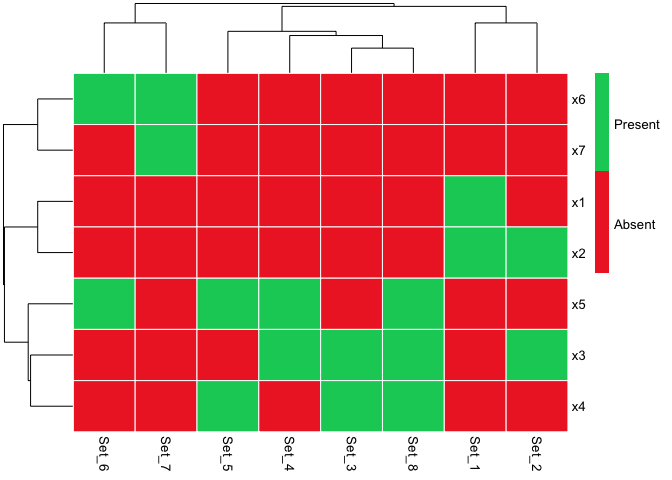 x6
Present
x7
x1
Absent
x2
x5
x3
x4
Set_6
Set_7
Set_5
Set_4
Set_3
Set_8
Set_1
Set_2